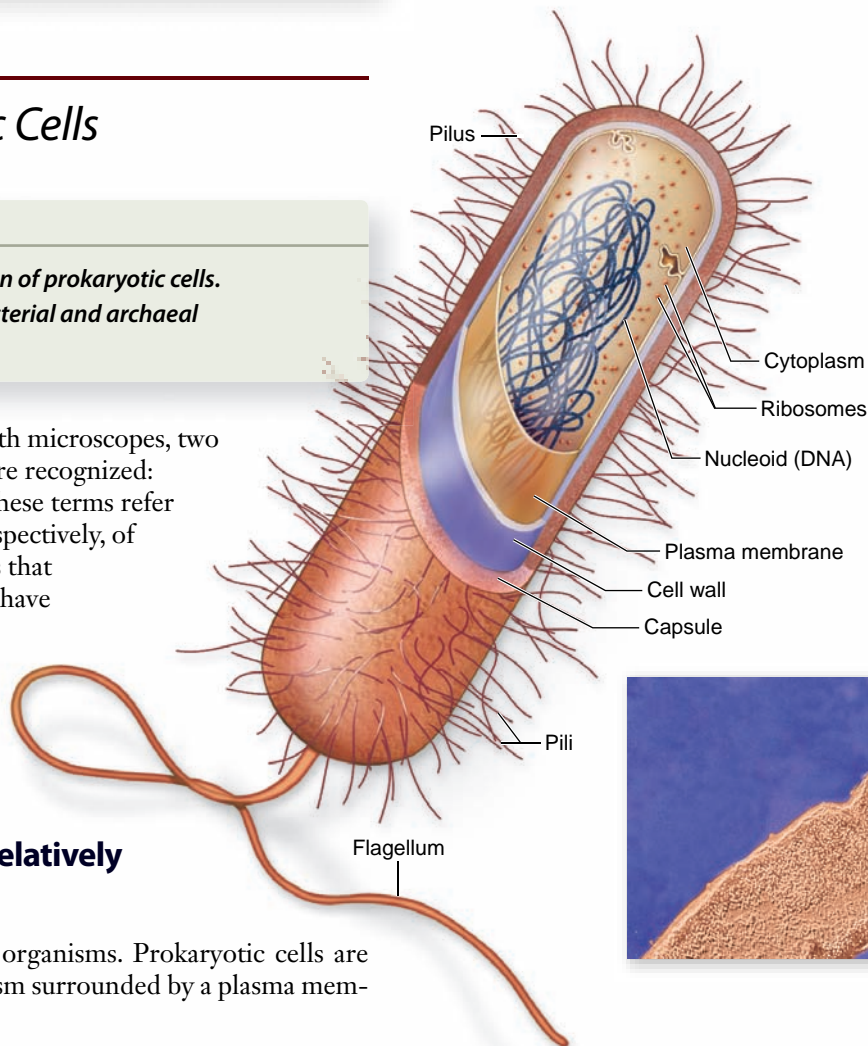 Cells
n of prokaryotic cells.
terial and archaeal
th microscopes, two
re recognized:
hese terms refer
spectively, of
s that
have
elatively
organisms. Prokaryotic cells are
sm surrounded by a plasma mem-
Pilus
Cytoplasm
Ribosomes
Nucleoid (DNA)
Plasma membrane
Cell wall
Capsule
Pili
Flagellum